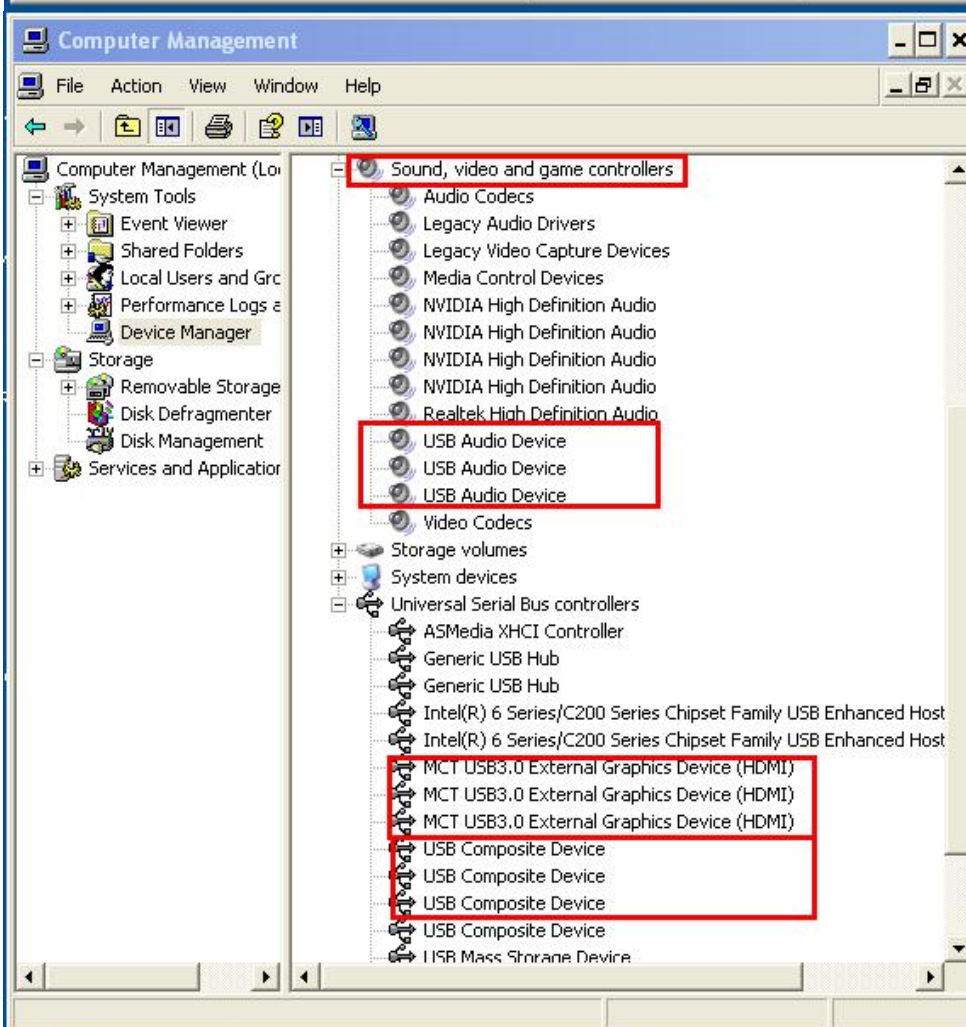 Computer Management
File Action View Window Help
Computer Management (Lo
System Tools
Event Viewer
Shared Folders
Local Users and Grc
Performance Logs a
Device Manager
Storage
Removable Storage
Disk Defragmenter
Disk Management
Services and Application
Sound, video and game controllers
Audio Codecs
Legacy Audio Drivers
Legacy Video Capture Devices
Media Control Devices
NVIDIA High Definition Audio
NVIDIA High Definition Audio
NVIDIA High Definition Audio
NVIDIA High Definition Audio
Realtek High Definition Audio
USB Audio Device
USB Audio Device
USB Audio Device
Video Codecs
Storage volumes
System devices
Universal Serial Bus controllers
ASMedia XHCI Controller
Generic USB Hub
Generic USB Hub
Intel(R) 6 Series/C200 Series Chipset Family USB Enhanced Host
Intel(R) 6 Series/C200 Series Chipset Family USB Enhanced Host
MCT USB3.0 External Graphics Device (HDMI)
MCT USB3.0 External Graphics Device (HDMI)
MCT USB3.0 External Graphics Device (HDMI)
USB Composite Device
USB Composite Device
USB Composite Device
USB Composite Device
USB Mass Storage Device